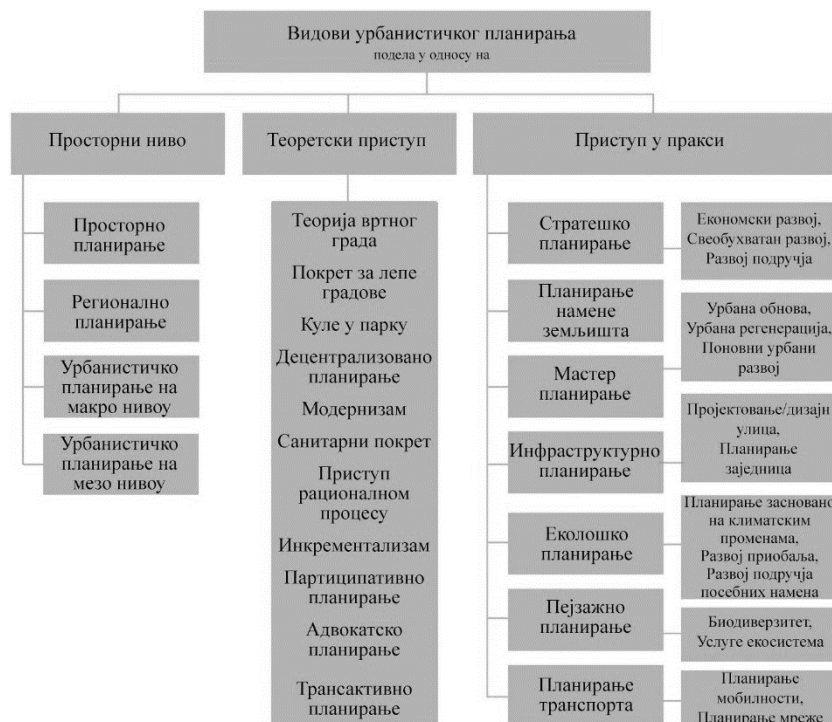 Видови урбанистичког планирања
подела у односу на
Просторни ниво
Просторно
планирање
Регионално
планирање
Урбанистичко
планирање на
макро нивоу
Урбанистичко
планирање на
мезо нивоу
Теоретски приступ
Теорија вртног
града
Покрет за лепе
градове
Куле у парку
Децентрализовано
планирање
Модернизам
Санитарни покрет
Приступ
рационалном
процесу
Инкрементализам
Партиципативно
планирање
Адвокатско
планирање
Трансактивно
планирање
Приступ у пракси
Стратешко
планирање
Економски развој,
Свеобухватан развој,
Развој подручја
Планирање
намене
земљишта
Мастер
планирање
Урбана обнова,
Урбана регенерација,
Поновни урбани
развој
Инфраструктурно
планирање
Пројектовање/дизајн
улица,
Планирање
заједница
Еколошко
планирање
Планирање засновано
на климатским
променама,
Развој приобаља,
Развој подручја
посебних намена
Пејзажно
планирање
Биодиверзитет,
Услуге екосистема
Планирање
транспорта
Планирање
мобилности,
Планирање мреже